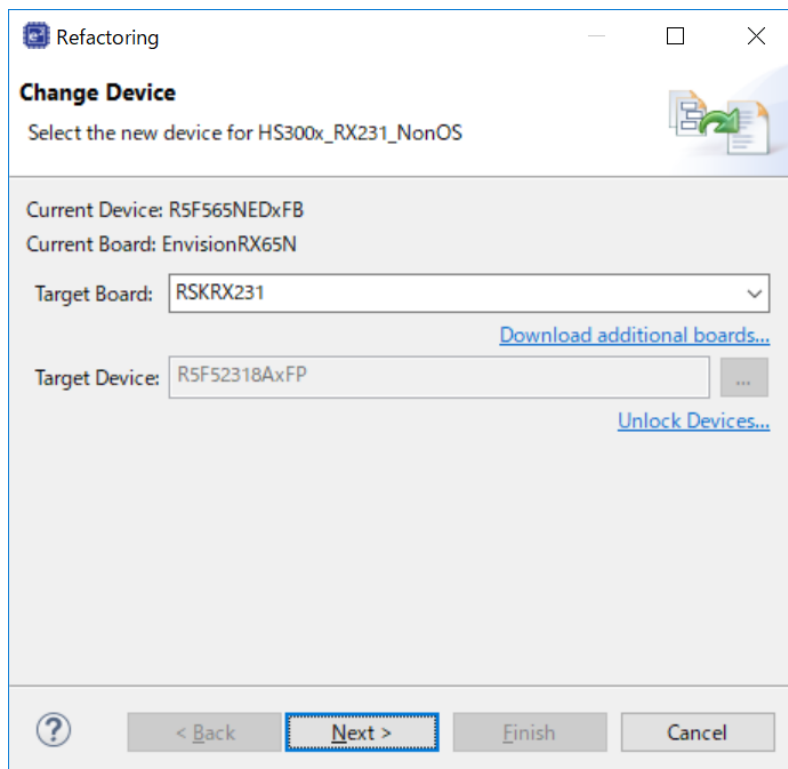 Refactoring
Change Device
Select the new device for HS300x_RX231_NonOS
Current Device: R5F565NEDxFB
Current Board: EnvisionRX65N
Target Board: RSKRX231
Download additional boards...
Target Device: R5F52318AxFP ...
Unlock Devices...
? < Back Next > Finish Cancel